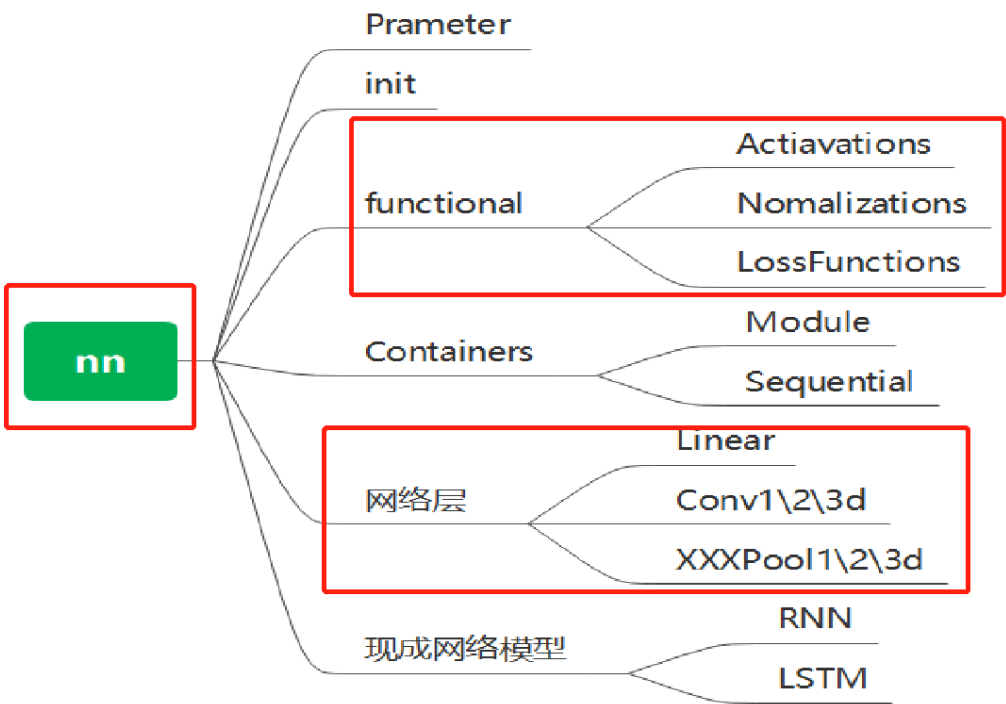 Prameter
init
Actiavations
functional
Nomalizations
LossFunctions
Module
nn
Containers
Sequential
Linear
网络层
Conv1\2\3d
XXXPool1\2\3d
RNN
现成网络模型
LSTM